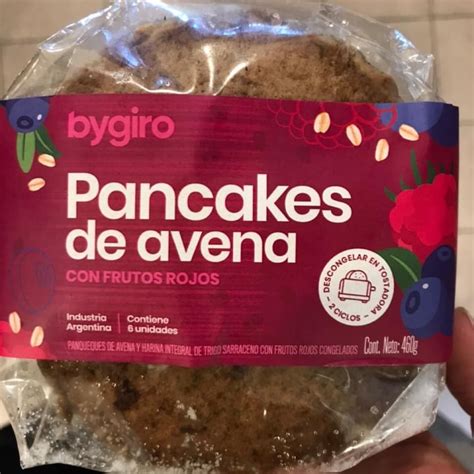 bygiro
Pancakes
de avena
CON FRUTOS ROJOS
DESCONGELAR EN TOSTADORA
- 2 CICLOS -
Industria
Argentina
Contiene
6 unidades
PANQUEQUES DE AVENA Y HARINA INTEGRAL DE TRIGO SARRACENO CON FRUTOS ROJOS CONGELADOS
Cont. Neto: 460g